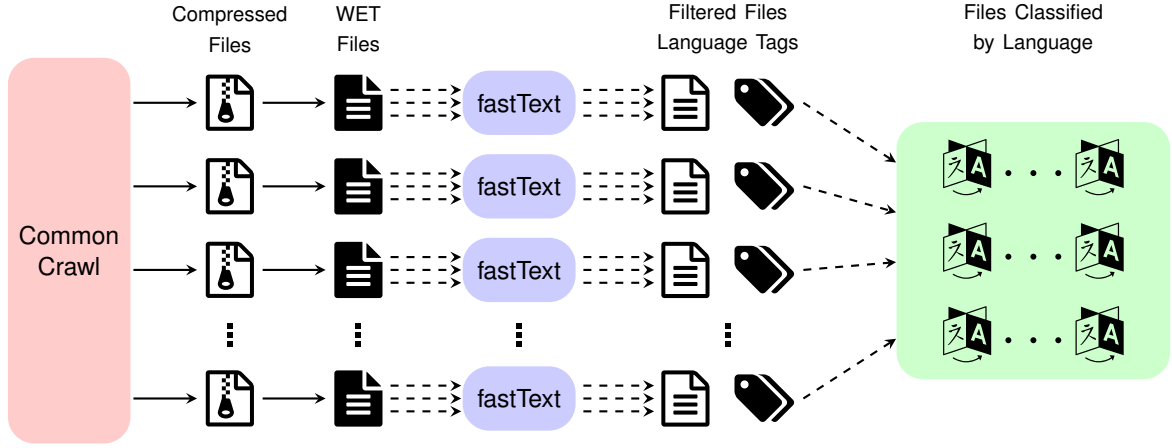 Compressed
Files
WET
Files
Filtered Files
Language Tags
Files Classified
by Language
Common
Crawl
fastText
fastText
fastText
fastText
A
A
A
A
A
A